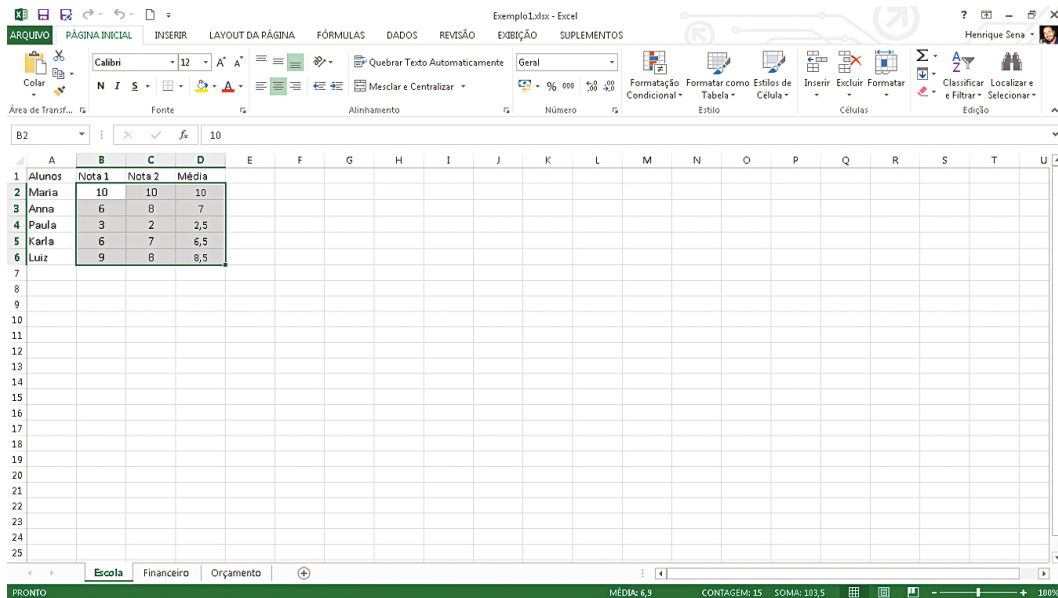 Exemplo1.xlsx - Excel
ARQUIVO PÁGINA INICIAL INSERIR LAYOUT DA PÁGINA FÓRMULAS DADOS REVISÃO EXIBIÇÃO SUPLEMENTOS Henrique Sena
Colar
Calibri 12
N I S
Quebrar Texto Automaticamente
Mesclar e Centralizar
Geral
% 000
Formatação Condicional
Formatar como Tabela
Estilos de Célula
Inserir Excluir Formatar
Classificar e Filtrar
Localizar e Selecionar
Área de Transf... Fonte Alinhamento Número Estilo Células Edição
B2 fx 10
A B C D E F G H I J K L M N O P Q R S T U
1 Alunos Nota 1 Nota 2 Média
2 Maria 10 10 10
3 Anna 6 8 7
4 Paula 3 2 2,5
5 Karla 6 7 6,5
6 Luiz 9 8 8,5
7
8
9
10
11
12
13
14
15
16
17
18
19
20
21
22
23
24
25
Escola Financeiro Orçamento
PRONTO MÉDIA: 6,9 CONTAGEM: 15 SOMA: 103,5 100%